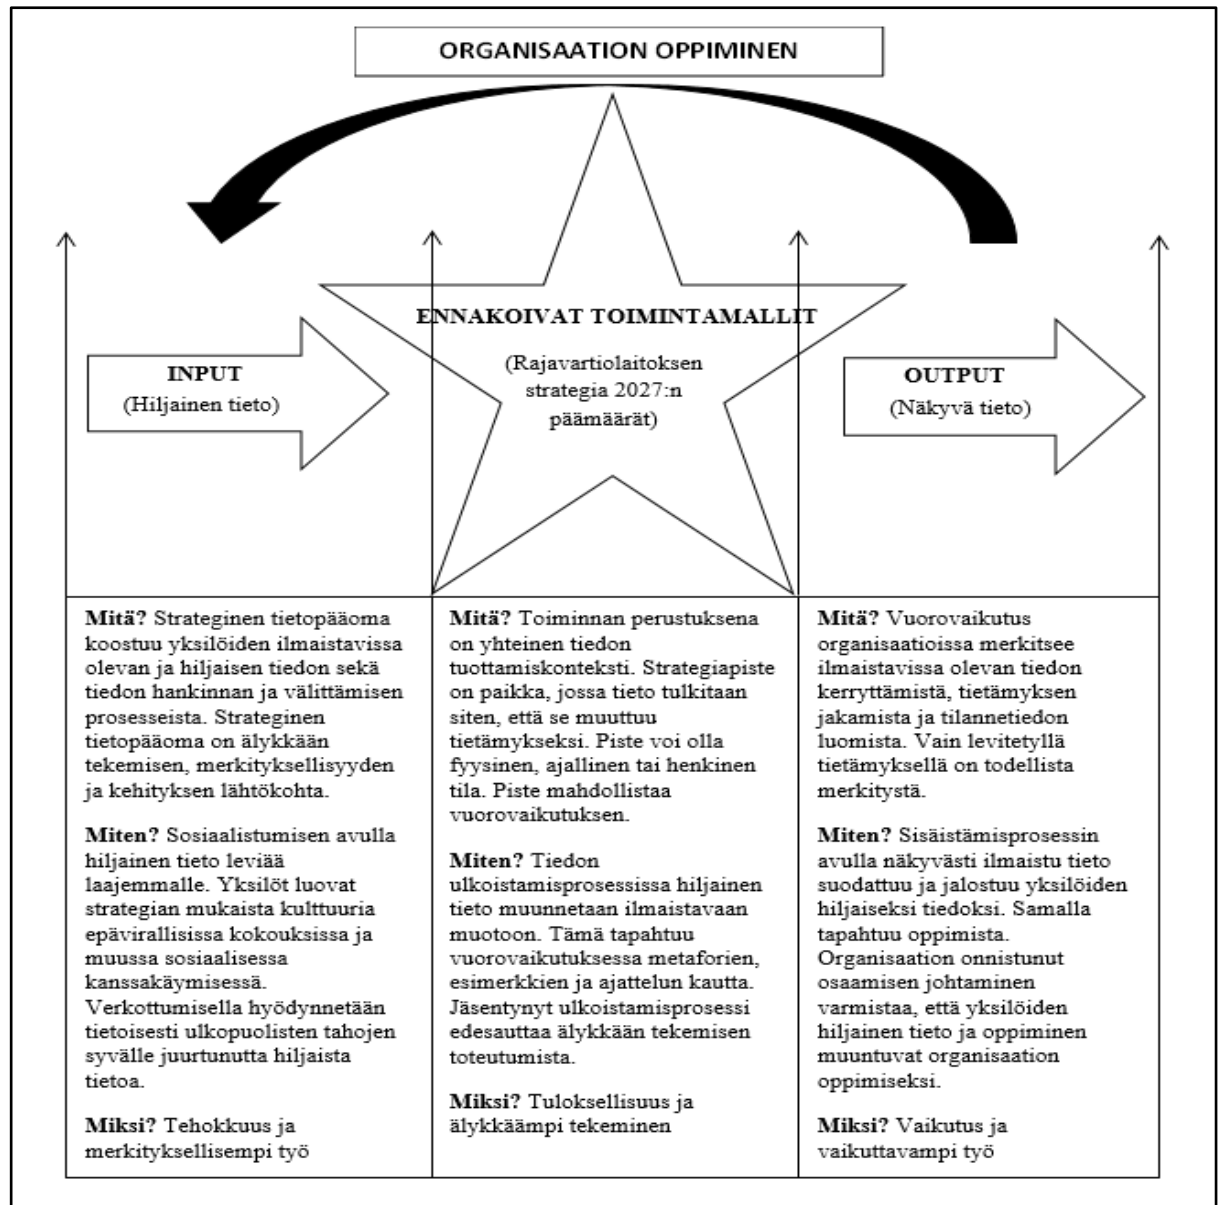 ORGANISAATION OPPIMINEN
ENNAKOIVAT TOIMINTAMALLIT
(Rajavartiolaitoksen
strategia 2027:n
päämäärät)
INPUT
(Hiljainen tieto)
OUTPUT
(Näkyvä tieto)
Mitä? Strateginen tietopääoma
koostuu yksilöiden ilmaistavissa
olevan ja hiljaisen tiedon sekä
tiedon hankinnan ja välittämisen
prosesseista. Strateginen
tietopääoma on älykkään
tekemisen, merkityksellisyyden
ja kehityksen lähtökohta.
Miten? Sosiaalistumisen avulla
hiljainen tieto leviää
laajemmalle. Yksilöt luovat
strategian mukaista kulttuuria
epävirallisissa kokouksissa ja
muussa sosiaalisessa
kanssakäymisessä.
Verkottumisella hyödynnetään
tietoisesti ulkopuolisten tahojen
syvälle juurtunutta hiljaista
tietoa.
Miksi? Tehokkuus ja
merkityksellisempi työ
Mitä? Toiminnan perustuksena
on yhteinen tiedon
tuottamiskonteksti. Strategiapiste
on paikka, jossa tieto tulkitaan
siten, että se muuttuu
tietämykseksi. Piste voi olla
fyysinen, ajallinen tai henkinen
tila. Piste mahdollistaa
vuorovaikutuksen.
Miten? Tiedon
ulkoistamisprosessissa hiljainen
tieto muunnetaan ilmaistavaan
muotoon. Tämä tapahtuu
vuorovaikutuksessa metaforien,
esimerkkien ja ajattelun kautta.
Jäsentynyt ulkoistamisprosessi
edesauttaa älykkään tekemisen
toteutumista.
Miksi? Tuloksellisuus ja
älykkäämpi tekeminen
Mitä? Vuorovaikutus
organisaatioissa merkitsee
ilmaistavissa olevan tiedon
kerryttämistä, tietämyksen
jakamista ja tilannetiedon
luomista. Vain levitetyllä
tietämyksellä on todellista
merkitystä.
Miten? Sisäistämisprosessin
avulla näkyvästi ilmaistu tieto
suodattuu ja jalostuu yksilöiden
hiljaiseksi tiedoksi. Samalla
tapahtuu oppimista.
Organisaation onnistunut
osaamisen johtaminen
varmistaa, että yksilöiden
hiljainen tieto ja oppiminen
muuntuvat organisaation
oppimiseksi.
Miksi? Vaikutus ja
vaikuttavampi työ